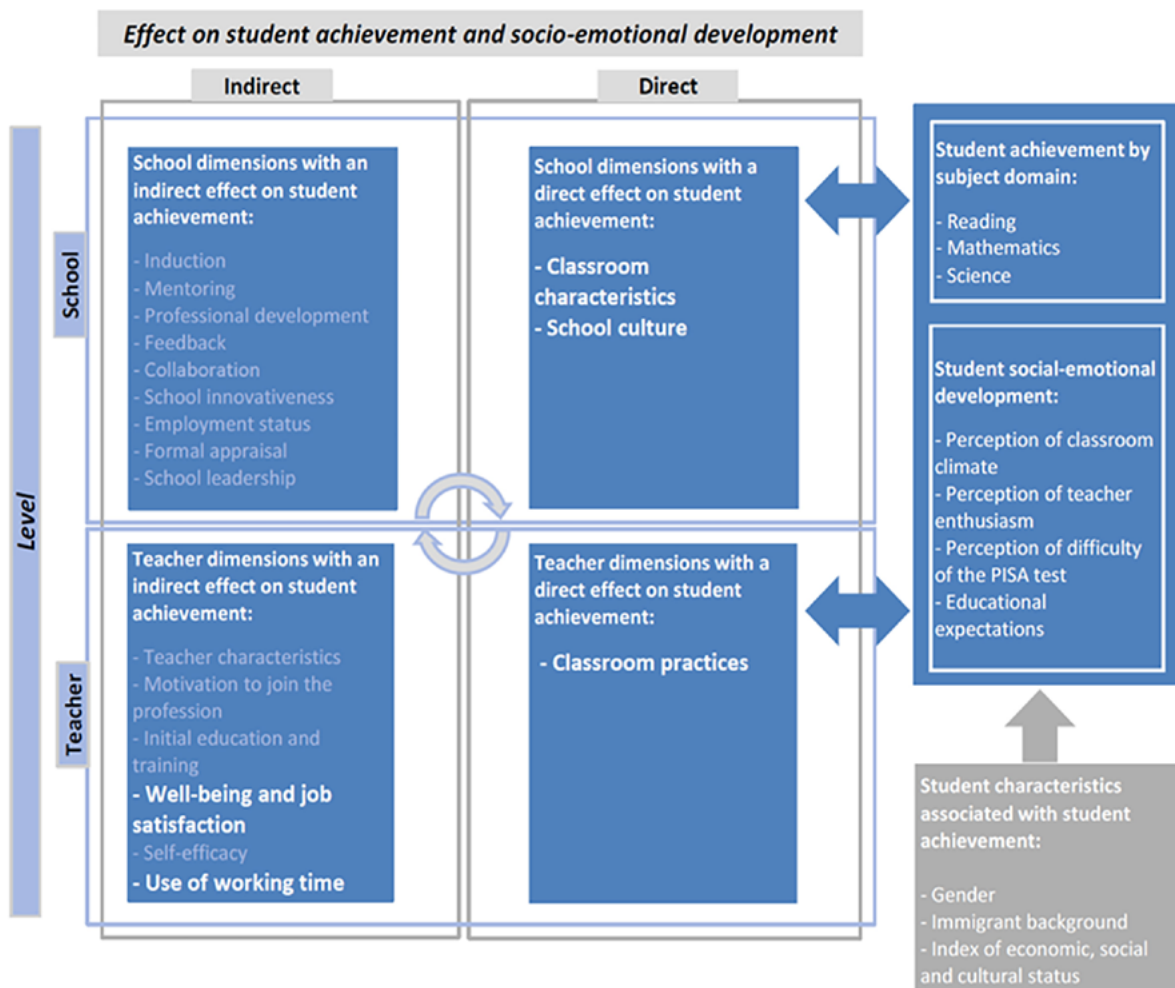 Effect on student achievement and socio-emotional development
Indirect
Direct
Level
School
School dimensions with an
indirect effect on student
achievement:
- Induction
- Mentoring
- Professional development
- Feedback
- Collaboration
- School innovativeness
- Employment status
- Formal appraisal
- School leadership
School dimensions with a
direct effect on student
achievement:
- Classroom
characteristics
- School culture
Teacher
Teacher dimensions with an
indirect effect on student
achievement:
- Teacher characteristics
- Motivation to join the
profession
- Initial education and
training
- Well-being and job
satisfaction
- Self-efficacy
- Use of working time
Teacher dimensions with a
direct effect on student
achievement:
- Classroom practices
Student achievement by
subject domain:
- Reading
- Mathematics
- Science
Student social-emotional
development:
- Perception of classroom
climate
- Perception of teacher
enthusiasm
- Perception of difficulty
of the PISA test
- Educational
expectations
Student characteristics
associated with student
achievement:
- Gender
- Immigrant background
- Index of economic, social
and cultural status